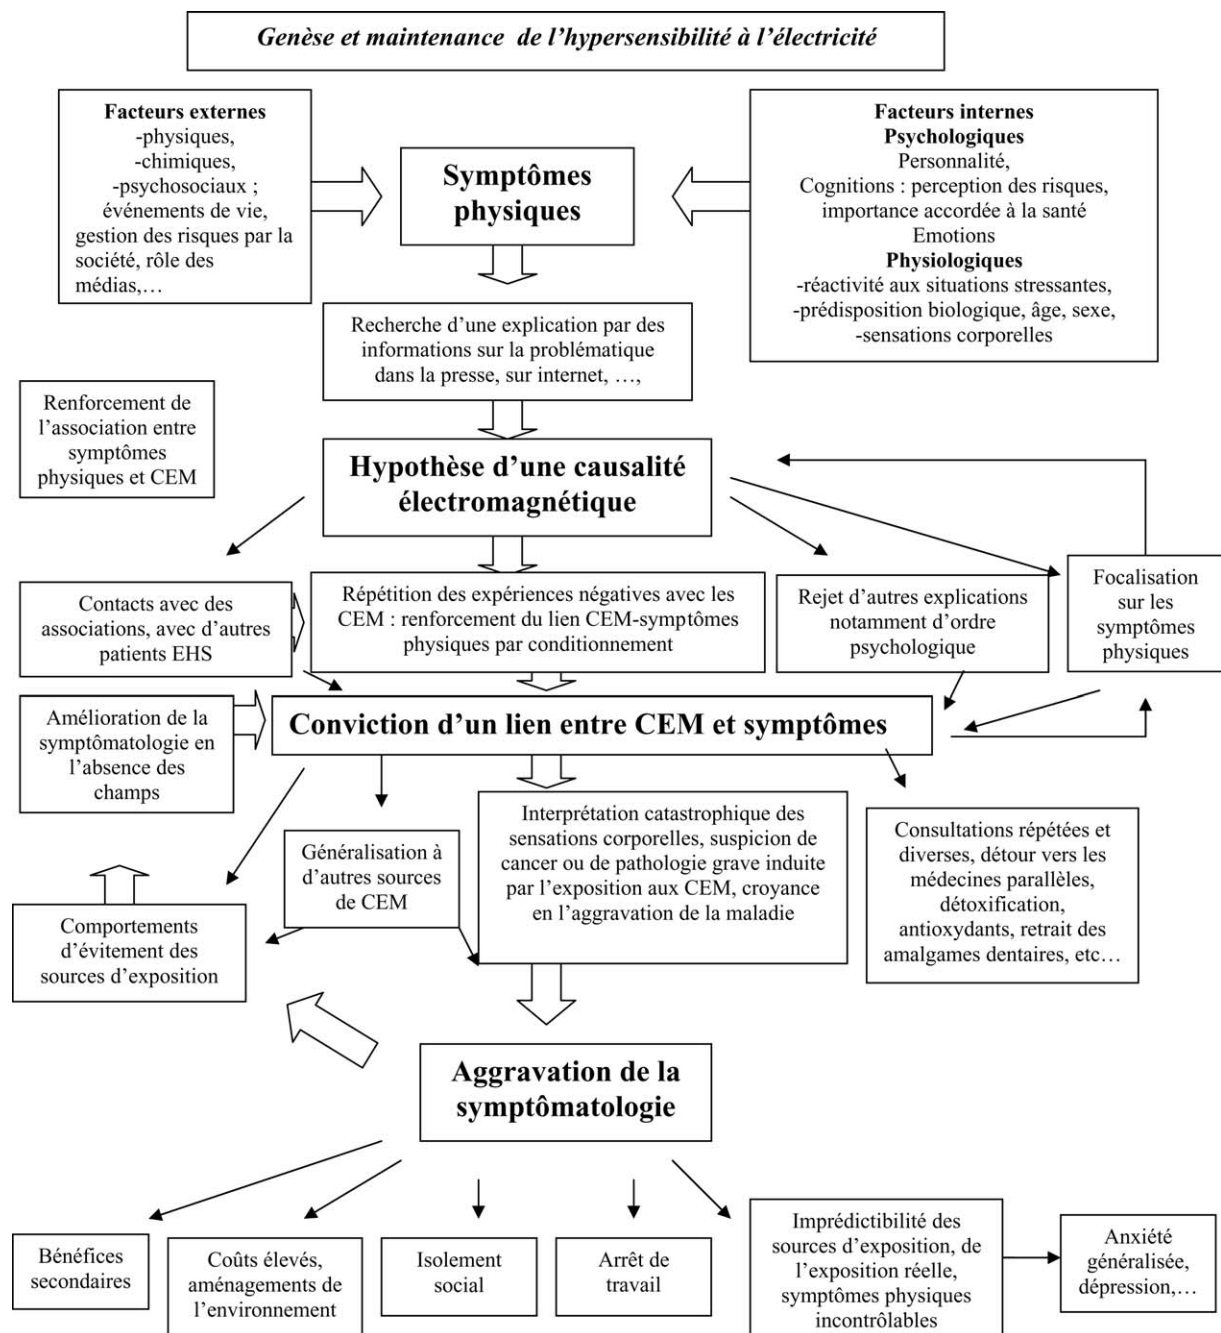 Genèse et maintenance de l'hypersensibilité à l'électricité
Facteurs externes
-physiques,
-chimiques,
-psychosociaux ;
événements de vie,
gestion des risques par la
société, rôle des
médias,…
Symptômes
physiques
Facteurs internes
Psychologiques
Personnalité,
Cognitions : perception des risques,
importance accordée à la santé
Emotions
Physiologiques
-réactivité aux situations stressantes,
-prédisposition biologique, âge, sexe,
-sensations corporelles
Recherche d'une explication par des
informations sur la problématique
dans la presse, sur internet, …,
Renforcement de
l'association entre
symptômes
physiques et CEM
Hypothèse d'une causalité
électromagnétique
Contacts avec des
associations, avec d'autres
patients EHS
Répétition des expériences négatives avec les
CEM : renforcement du lien CEM-symptômes
physiques par conditionnement
Rejet d'autres explications
notamment d'ordre
psychologique
Focalisation
sur les
symptômes
physiques
Amélioration de la
symptômatologie en
l'absence des
champs
Conviction d'un lien entre CEM et symptômes
Comportements
d'évitement des
sources d'exposition
Généralisation à
d'autres sources
de CEM
Interprétation catastrophique des
sensations corporelles, suspicion de
cancer ou de pathologie grave induite
par l'exposition aux CEM, croyance
en l'aggravation de la maladie
Consultations répétées et
diverses, détour vers les
médecines parallèles,
détoxification,
antioxydants, retrait des
amalgames dentaires, etc…
Aggravation de la
symptômatologie
Bénéfices
secondaires
Coûts élevés,
aménagements de
l'environnement
Isolement
social
Arrêt de
travail
Imprédictibilité des
sources d'exposition, de
l'exposition réelle,
symptômes physiques
incontrôlables
Anxiété
généralisée,
dépression,…